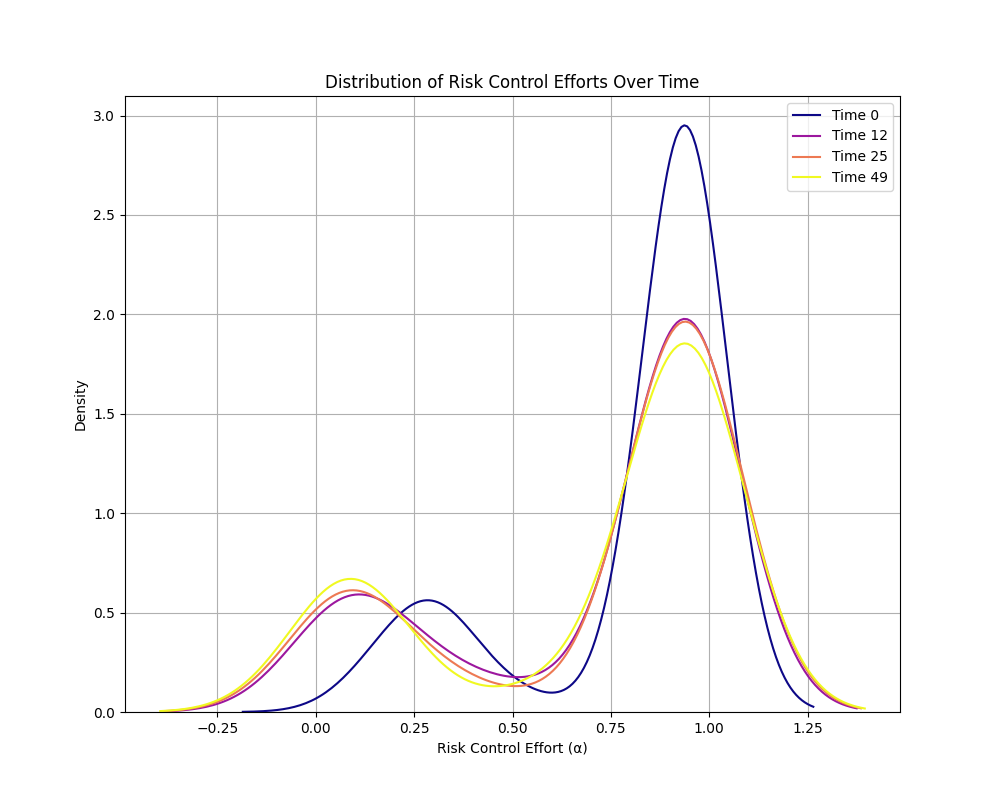 Distribution of Risk Control Efforts Over Time
Time 0
Time 12
Time 25
Time 49
3.0
2.5
2.0
1.5
1.0
0.5
0.0
Density
−0.25 0.00 0.25 0.50 0.75 1.00 1.25
Risk Control Effort (α)